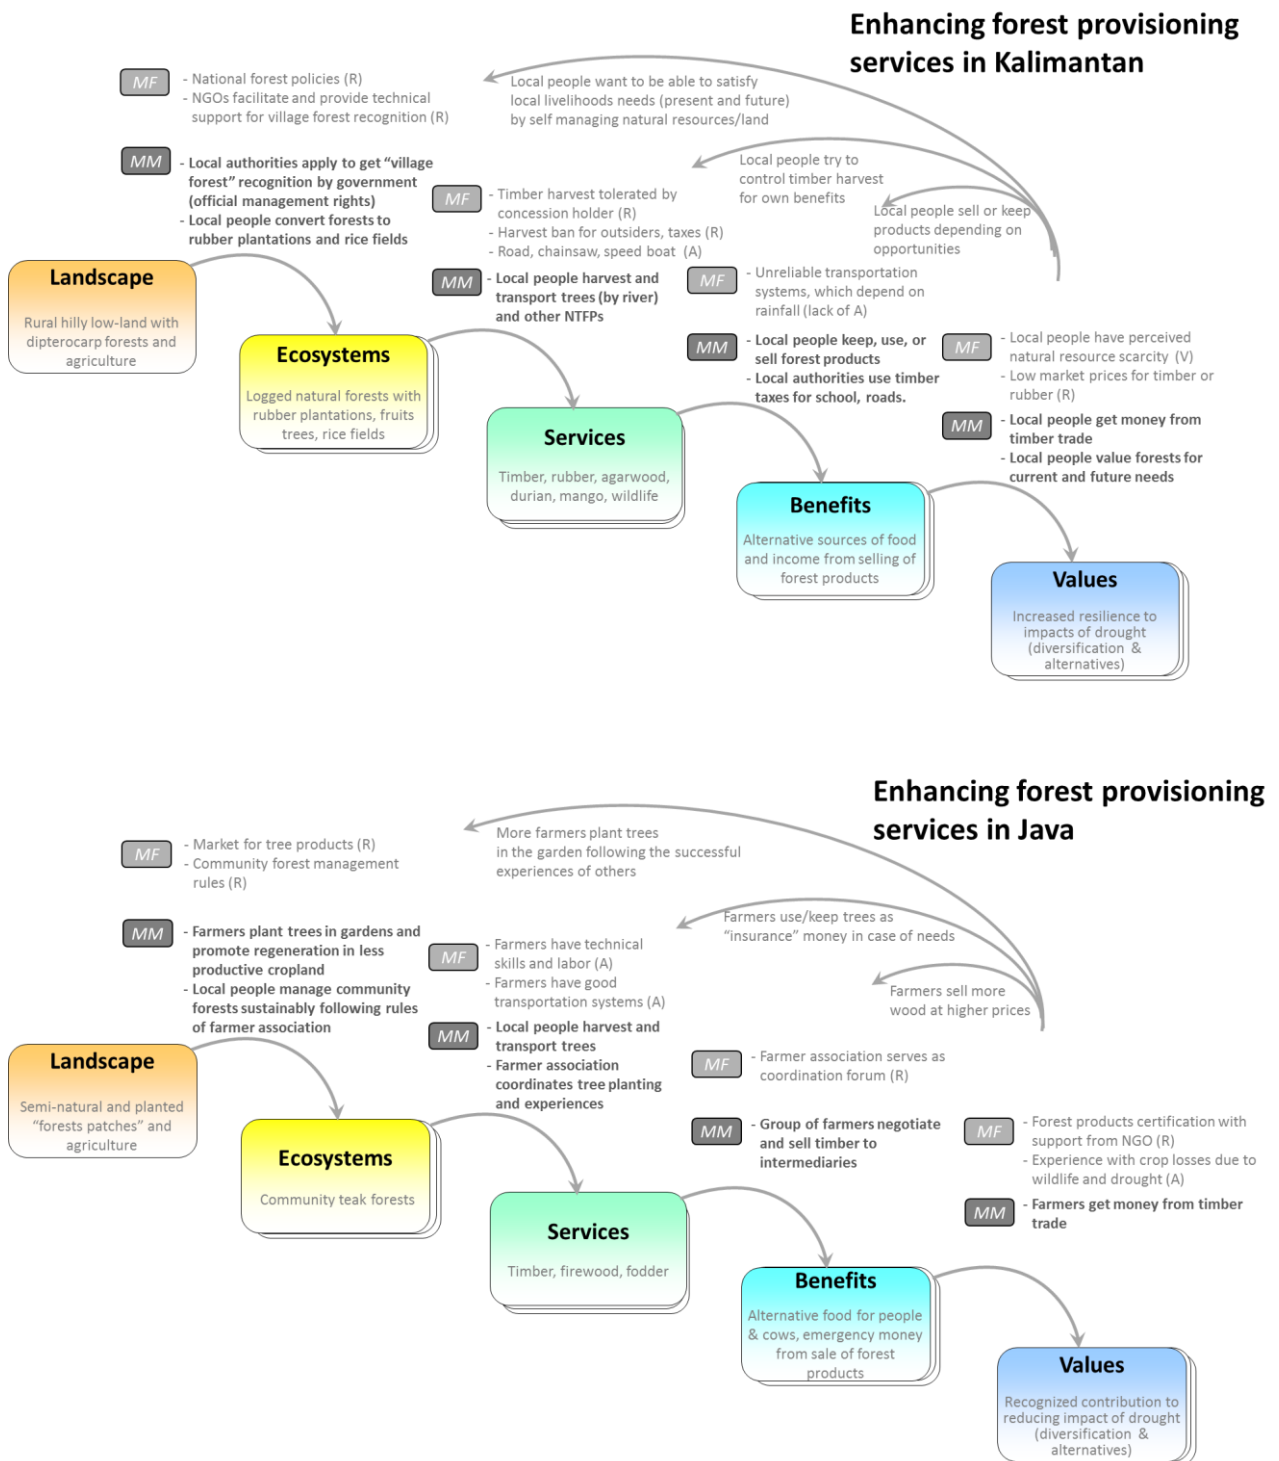 Enhancing forest provisioning
services in Kalimantan
MF
- National forest policies (R)
- NGOs facilitate and provide technical
support for village forest recognition (R)
MM
- Local authorities apply to get “village
forest” recognition by government
(official management rights)
- Local people convert forests to
rubber plantations and rice fields
Local people want to be able to satisfy
local livelihoods needs (present and future)
by self managing natural resources/land
Local people try to
control timber harvest
for own benefits
Local people sell or keep
products depending on
opportunities
MF
- Timber harvest tolerated by
concession holder (R)
- Harvest ban for outsiders, taxes (R)
- Road, chainsaw, speed boat (A)
MM
- Local people harvest and
transport trees (by river)
and other NTFPs
MF
- Unreliable transportation
systems, which depend on
rainfall (lack of A)
MM
- Local people keep, use, or
sell forest products
- Local authorities use timber
taxes for school, roads.
MF
- Local people have perceived
natural resource scarcity (V)
- Low market prices for timber or
rubber (R)
MM
- Local people get money from
timber trade
- Local people value forests for
current and future needs
Landscape
Rural hilly low-land with
dipterocarp forests and
agriculture
Ecosystems
Logged natural forests with
rubber plantations, fruits
trees, rice fields
Services
Timber, rubber, agarwood,
durian, mango, wildlife
Benefits
Alternative sources of food
and income from selling of
forest products
Values
Increased resilience to
impacts of drought
(diversification &
alternatives)
Enhancing forest provisioning
services in Java
MF
- Market for tree products (R)
- Community forest management
rules (R)
MM
- Farmers plant trees in gardens and
promote regeneration in less
productive cropland
- Local people manage community
forests sustainably following rules
of farmer association
More farmers plant trees
in the garden following the successful
experiences of others
Farmers use/keep trees as
“insurance” money in case of needs
Farmers sell more
wood at higher prices
MF
- Farmers have technical
skills and labor (A)
- Farmers have good
transportation systems (A)
MM
- Local people harvest and
transport trees
- Farmer association
coordinates tree planting
and experiences
MF
- Farmer association serves as
coordination forum (R)
MM
- Group of farmers negotiate
and sell timber to
intermediaries
MF
- Forest products certification with
support from NGO (R)
- Experience with crop losses due to
wildlife and drought (A)
MM
- Farmers get money from timber
trade
Landscape
Semi-natural and planted
“forests patches” and
agriculture
Ecosystems
Community teak forests
Services
Timber, firewood, fodder
Benefits
Alternative food for people
& cows, emergency money
from sale of forest
products
Values
Recognized contribution to
reducing impact of drought
(diversification &
alternatives)